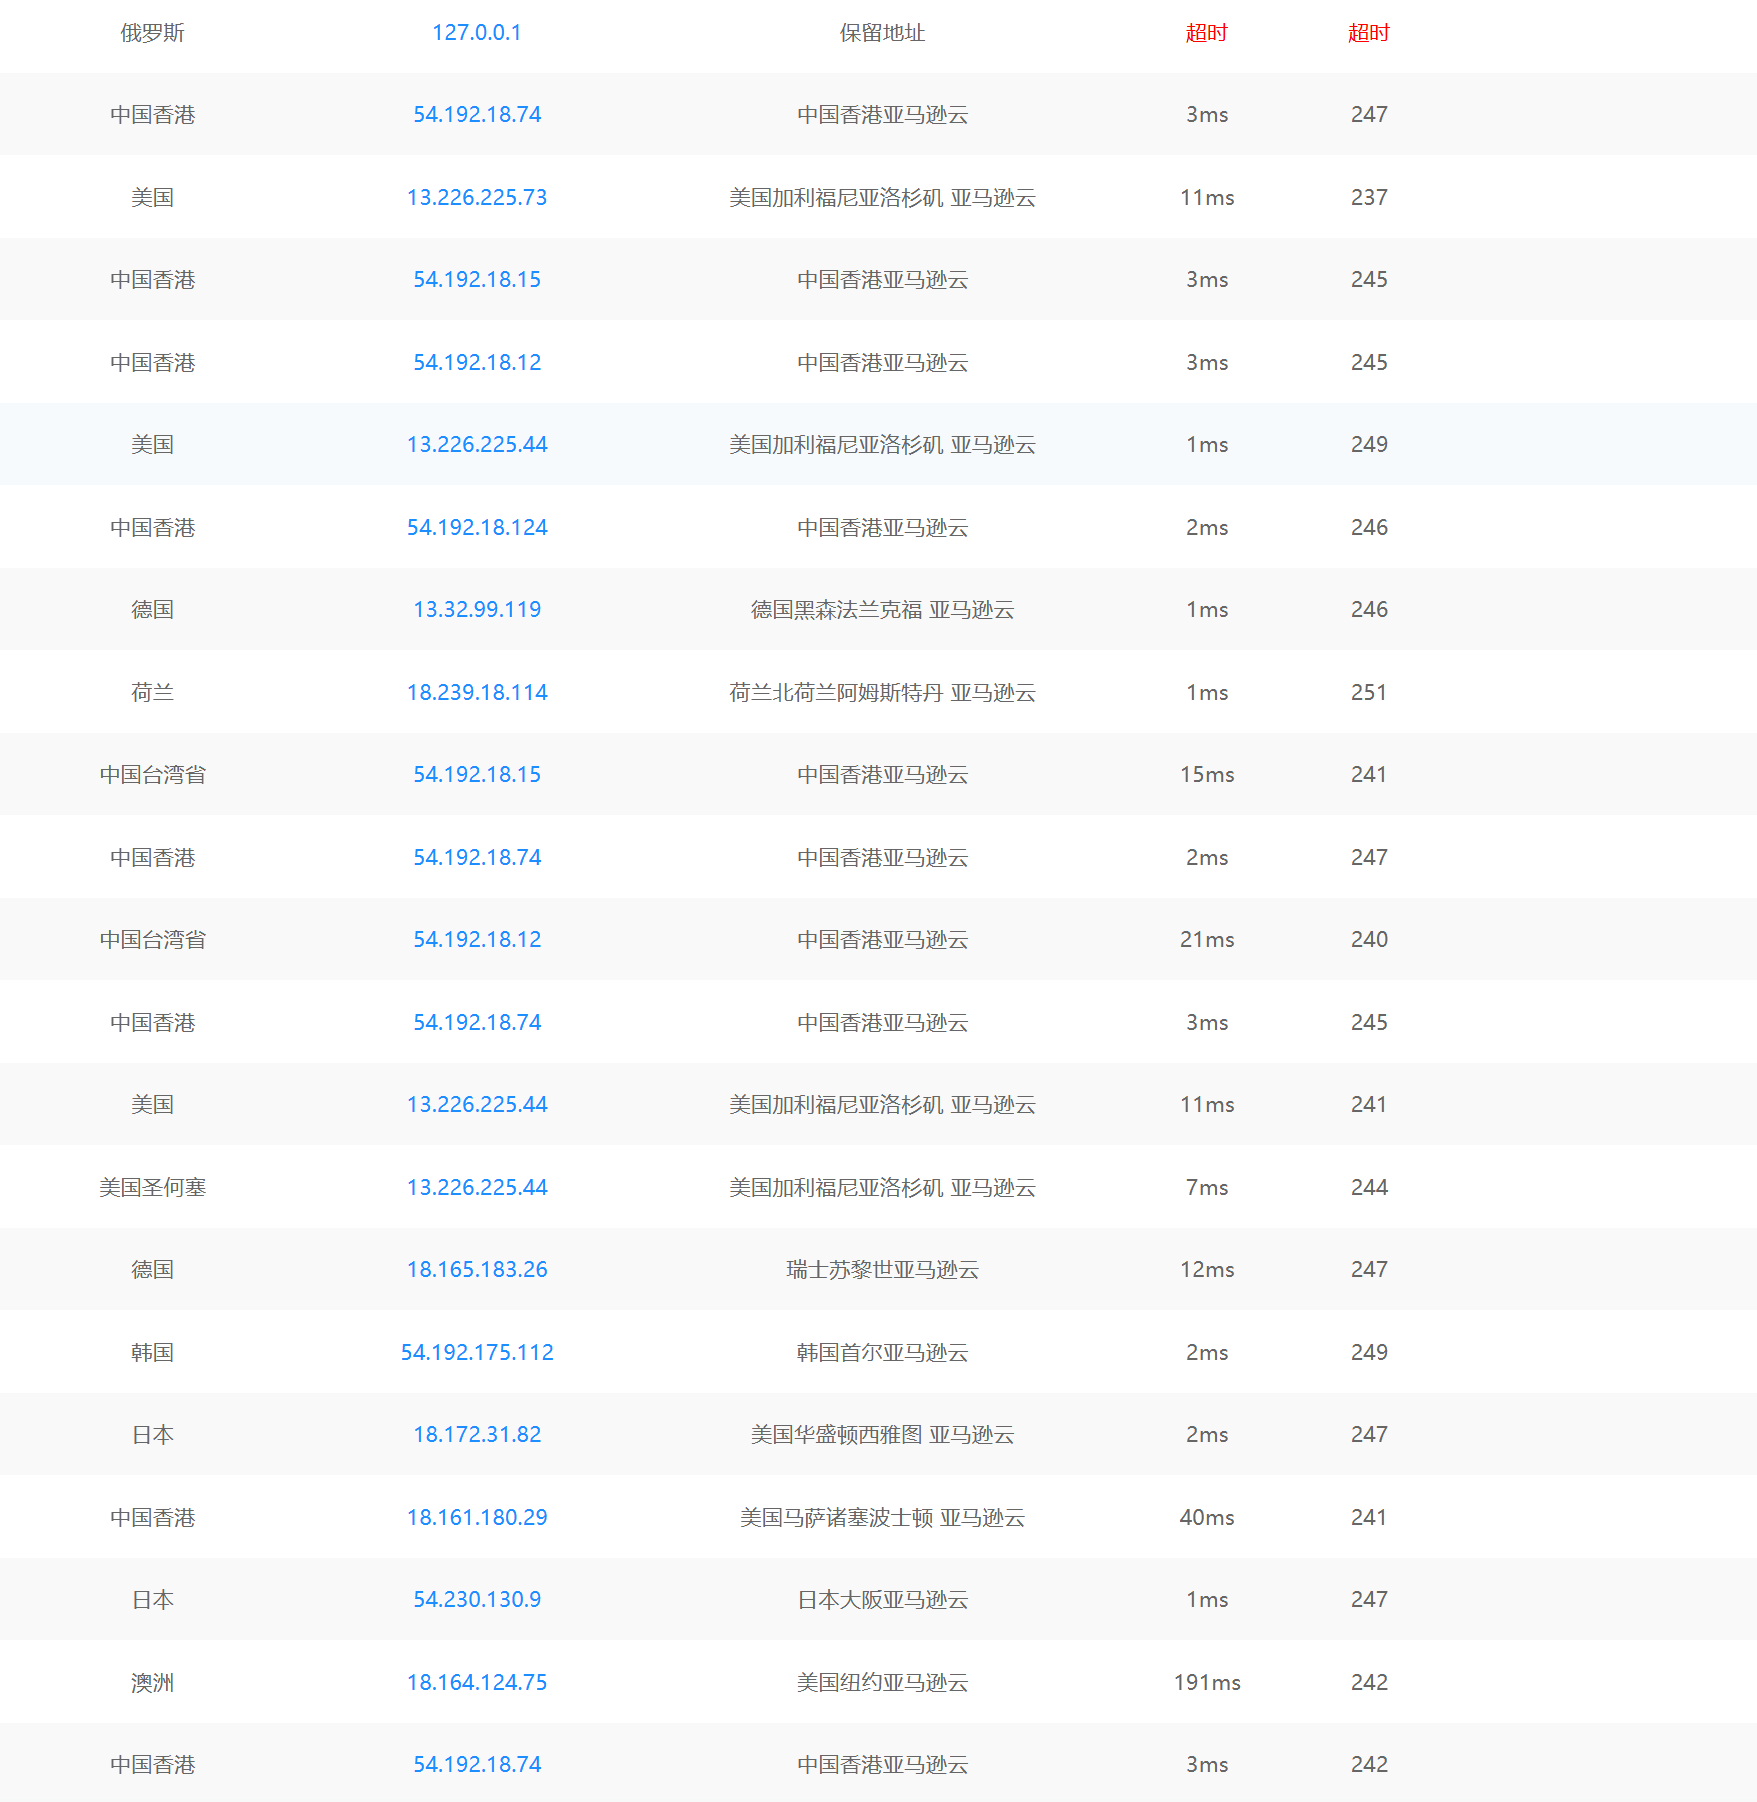 俄罗斯 127.0.0.1 保留地址 超时 超时
中国香港 54.192.18.74 中国香港亚马逊云 3ms 247
美国 13.226.225.73 美国加利福尼亚洛杉矶 亚马逊云 11ms 237
中国香港 54.192.18.15 中国香港亚马逊云 3ms 245
中国香港 54.192.18.12 中国香港亚马逊云 3ms 245
美国 13.226.225.44 美国加利福尼亚洛杉矶 亚马逊云 1ms 249
中国香港 54.192.18.124 中国香港亚马逊云 2ms 246
德国 13.32.99.119 德国黑森法兰克福 亚马逊云 1ms 246
荷兰 18.239.18.114 荷兰北荷兰阿姆斯特丹 亚马逊云 1ms 251
中国台湾省 54.192.18.15 中国香港亚马逊云 15ms 241
中国香港 54.192.18.74 中国香港亚马逊云 2ms 247
中国台湾省 54.192.18.12 中国香港亚马逊云 21ms 240
中国香港 54.192.18.74 中国香港亚马逊云 3ms 245
美国 13.226.225.44 美国加利福尼亚洛杉矶 亚马逊云 11ms 241
美国圣何塞 13.226.225.44 美国加利福尼亚洛杉矶 亚马逊云 7ms 244
德国 18.165.183.26 瑞士苏黎世亚马逊云 12ms 247
韩国 54.192.175.112 韩国首尔亚马逊云 2ms 249
日本 18.172.31.82 美国华盛顿西雅图 亚马逊云 2ms 247
中国香港 18.161.180.29 美国马萨诸塞波士顿 亚马逊云 40ms 241
日本 54.230.130.9 日本大阪亚马逊云 1ms 247
澳洲 18.164.124.75 美国纽约亚马逊云 191ms 242
中国香港 54.192.18.74 中国香港亚马逊云 3ms 242